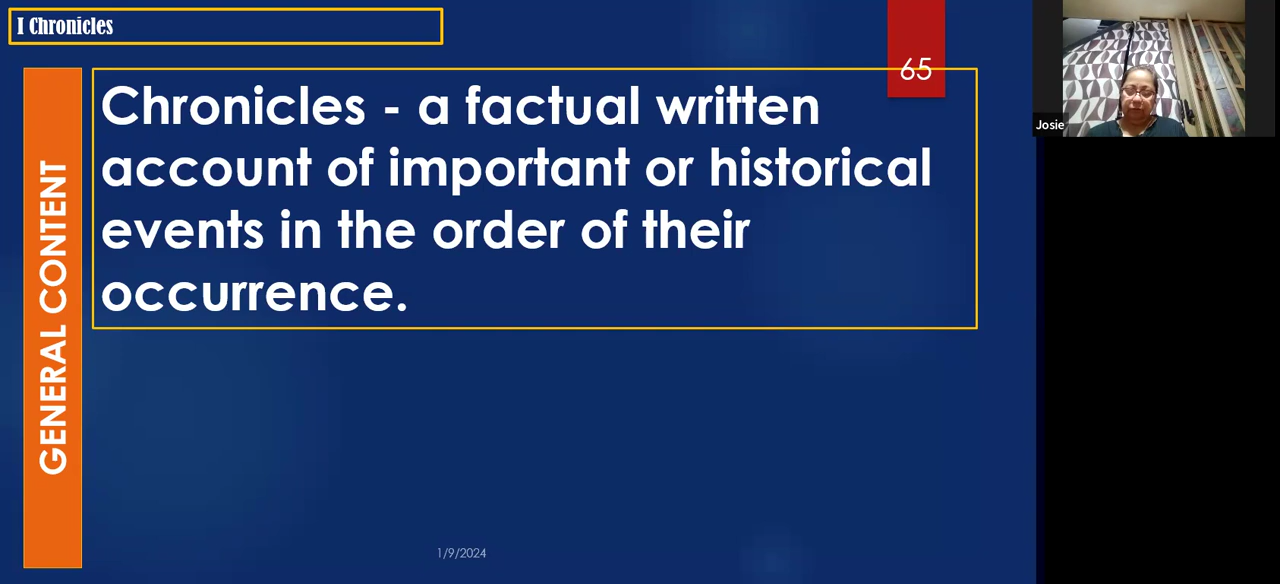 I Chronicles
65
Chronicles - a factual written
account of important or historical
events in the order of their
occurrence.
GENERAL CONTENT
1/9/2024
Josie